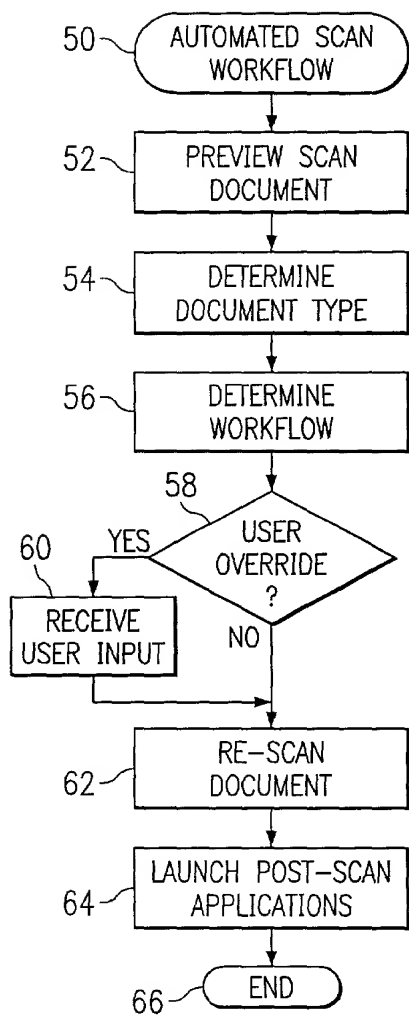 50
AUTOMATED SCAN
WORKFLOW
52
PREVIEW SCAN
DOCUMENT
54
DETERMINE
DOCUMENT TYPE
56
DETERMINE
WORKFLOW
58
USER
OVERRIDE
?
YES
NO
60
RECEIVE
USER INPUT
62
RE-SCAN
DOCUMENT
64
LAUNCH POST-SCAN
APPLICATIONS
66
END